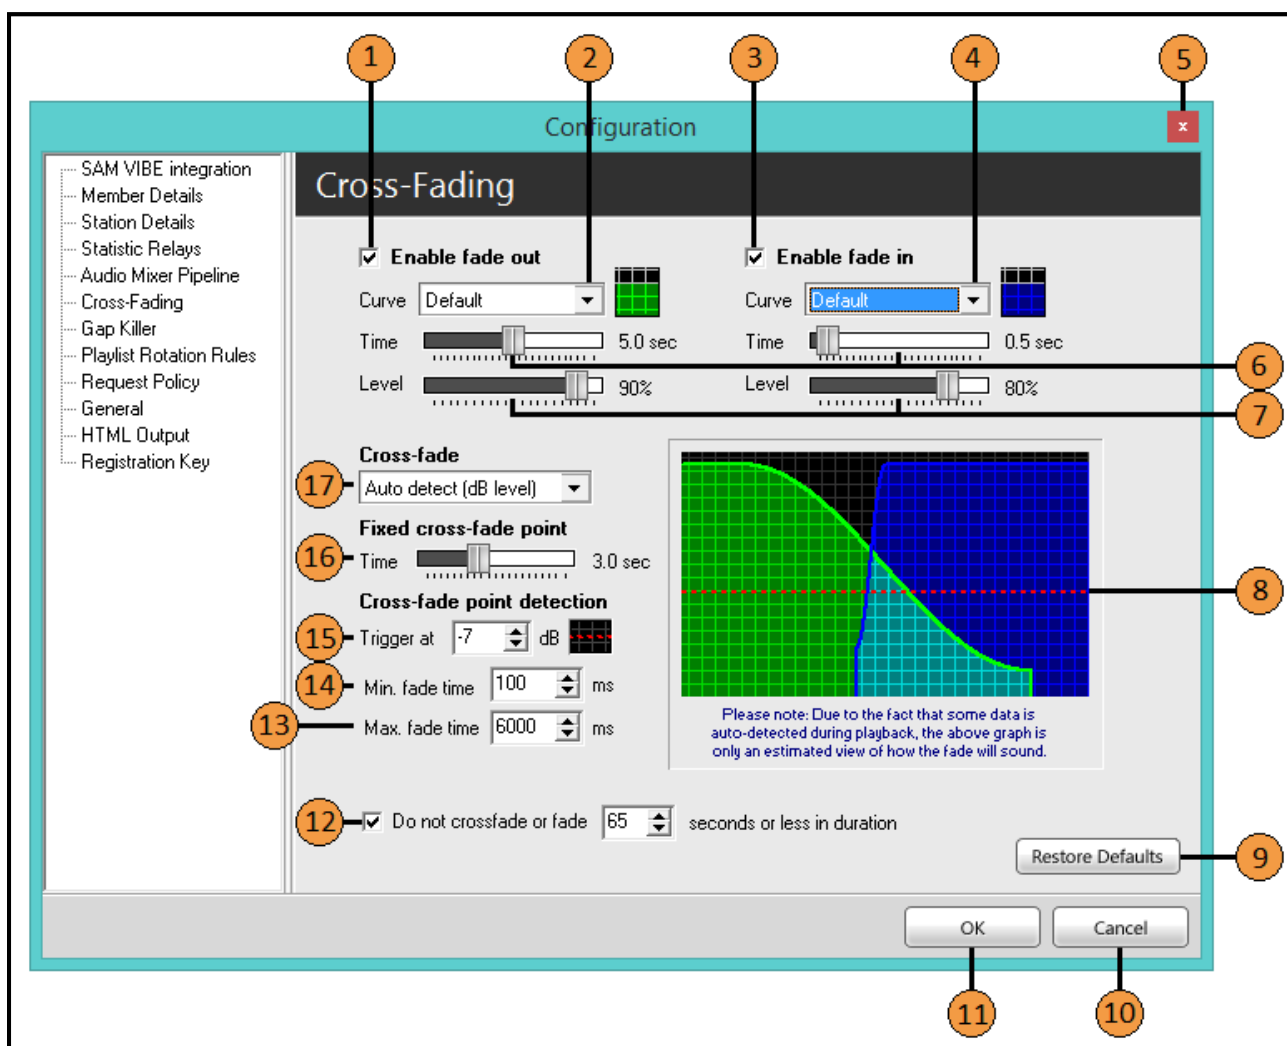 1 2 3 4 5
Configuration
x
SAM VIBE integration
Member Details
Station Details
Statistic Relays
Audio Mixer Pipeline
Cross-Fading
Gap Killer
Playlist Rotation Rules
Request Policy
General
HTML Output
Registration Key
Cross-Fading
Enable fade out
Enable fade in
Curve Default
Curve Default
Time 5.0 sec
Time 0.5 sec
6
Level 90%
Level 80%
7
Cross-fade
17 Auto detect (dB level)
Fixed cross-fade point
16 Time 3.0 sec
8
Cross-fade point detection
15 Trigger at -7 dB
14 Min. fade time 100 ms
13 Max. fade time 6000 ms
Please note: Due to the fact that some data is
auto-detected during playback, the above graph is
only an estimated view of how the fade will sound.
12 Do not crossfade or fade 65 seconds or less in duration
Restore Defaults 9
OK Cancel
11 10